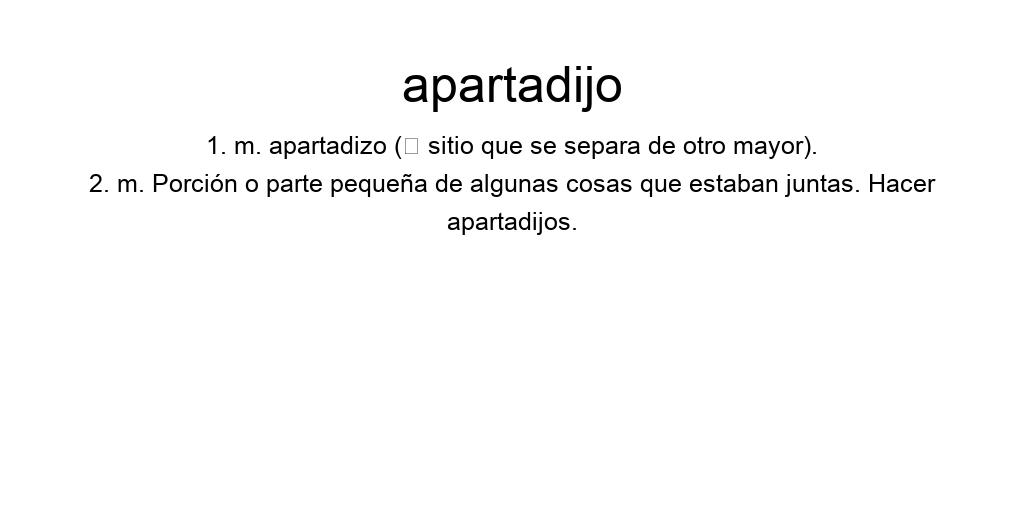 apartadijo
1. m. apartadizo (▯ sitio que se separa de otro mayor).
2. m. Porción o parte pequeña de algunas cosas que estaban juntas. Hacer
apartadijos.